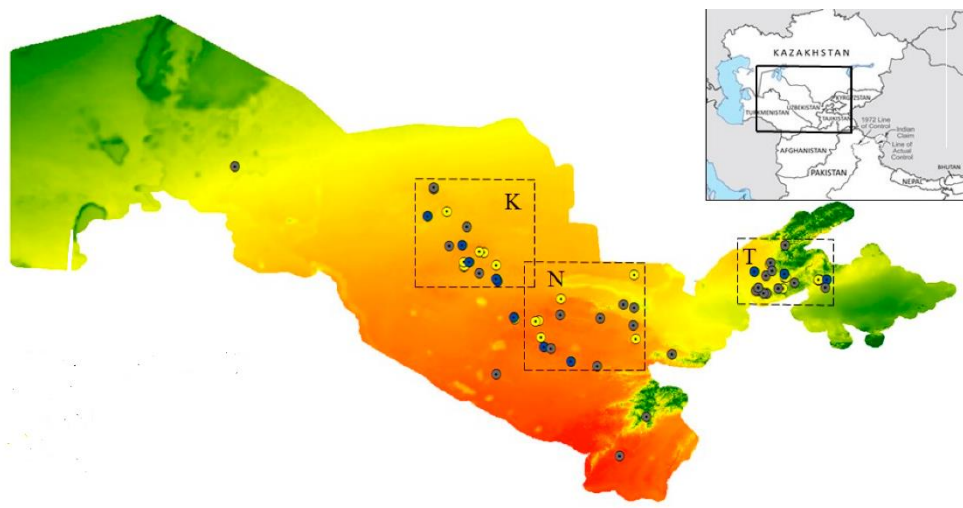 K
N
T
KAZAKHSTAN
UZBEKISTAN
KYRGYZSTAN
TURKMENISTAN
TAJIKISTAN
1972 Line
of Control
Indian
Claim
Line of
Actual
Control
AFGHANISTAN
PAKISTAN
NEPAL
BHUTAN